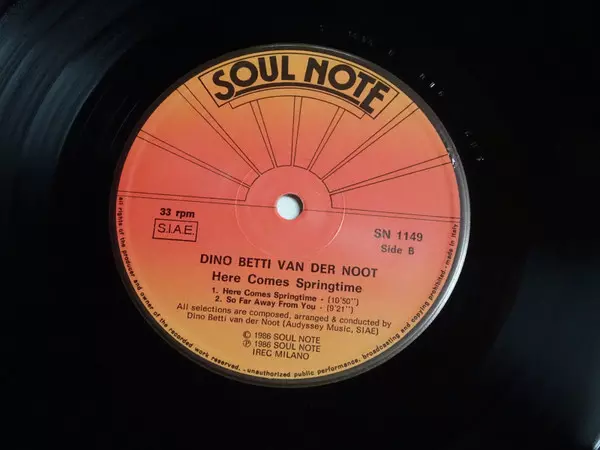 SOUL NOTE
33 rpm
S.I.A.E.
SN 1149
Side B
DINO BETTI VAN DER NOOT
Here Comes Springtime
1. Here Comes Springtime - (10'50")
2. So Far Away From You - (9'21")
All selections are composed, arranged & conducted by
Dino Betti van der Noot (Audyssey Music, SIAE)
© 1986 SOUL NOTE
℗ 1986 SOUL NOTE
IREC MILANO
all rights of the producer and owner of the recorded work reserved. - unauthorized public performance, broadcasting and copying prohibited. - made in Italy